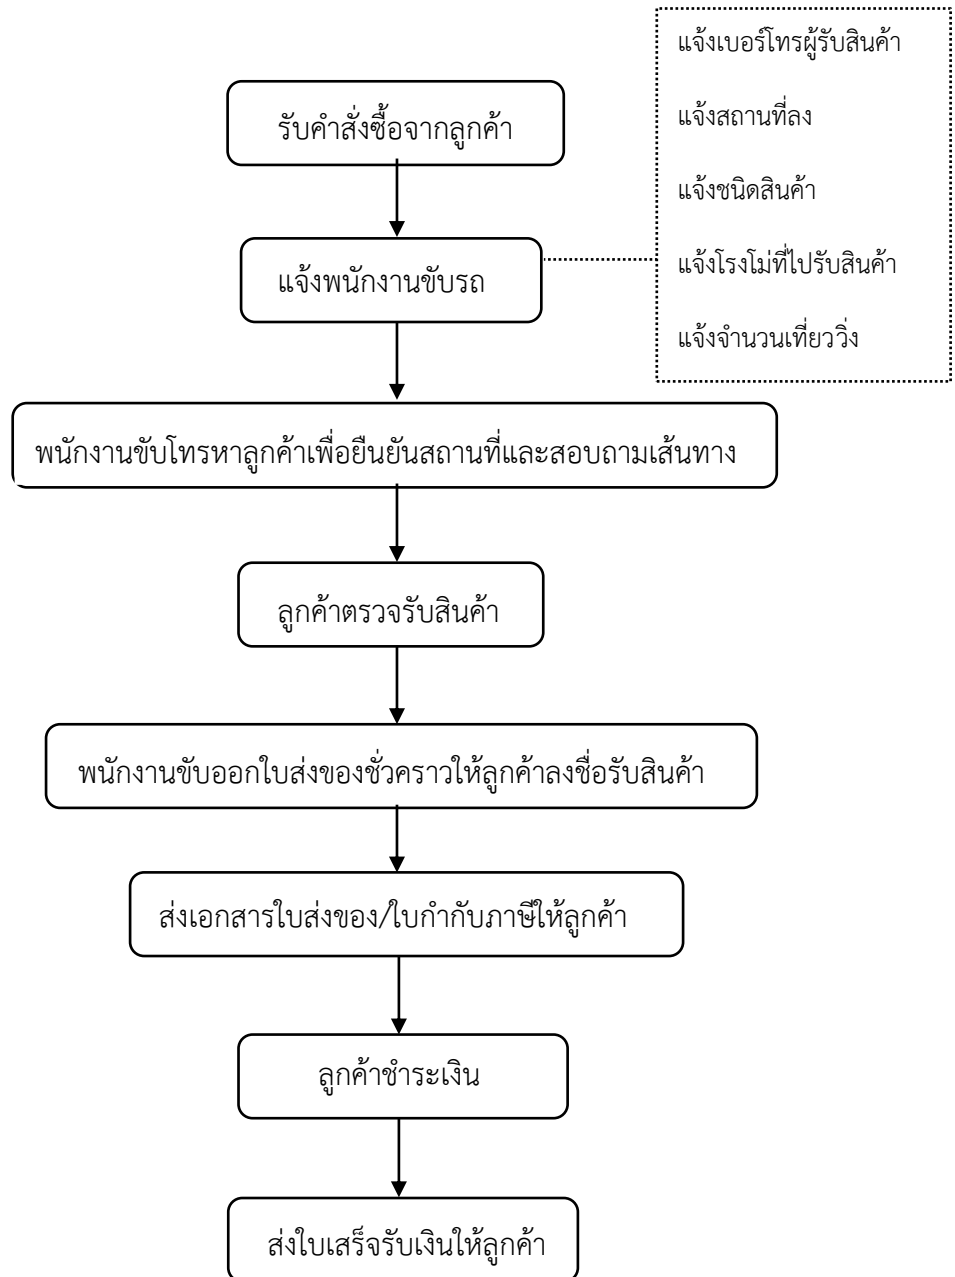 แจ้งเบอร์โทรผู้รับสินค้า
แจ้งสถานที่ลง
แจ้งชนิดสินค้า
แจ้งโรงโม่ที่ไปรับสินค้า
แจ้งจำนวนเที่ยววิ่ง
รับคำสั่งซื้อจากลูกค้า
แจ้งพนักงานขับรถ
พนักงานขับโทรหาลูกค้าเพื่อยืนยันสถานที่และสอบถามเส้นทาง
ลูกค้าตรวจรับสินค้า
พนักงานขับออกใบส่งของชั่วคราวให้ลูกค้าลงชื่อรับสินค้า
ส่งเอกสารใบส่งของ/ใบกำกับภาษีให้ลูกค้า
ลูกค้าชำระเงิน
ส่งใบเสร็จรับเงินให้ลูกค้า